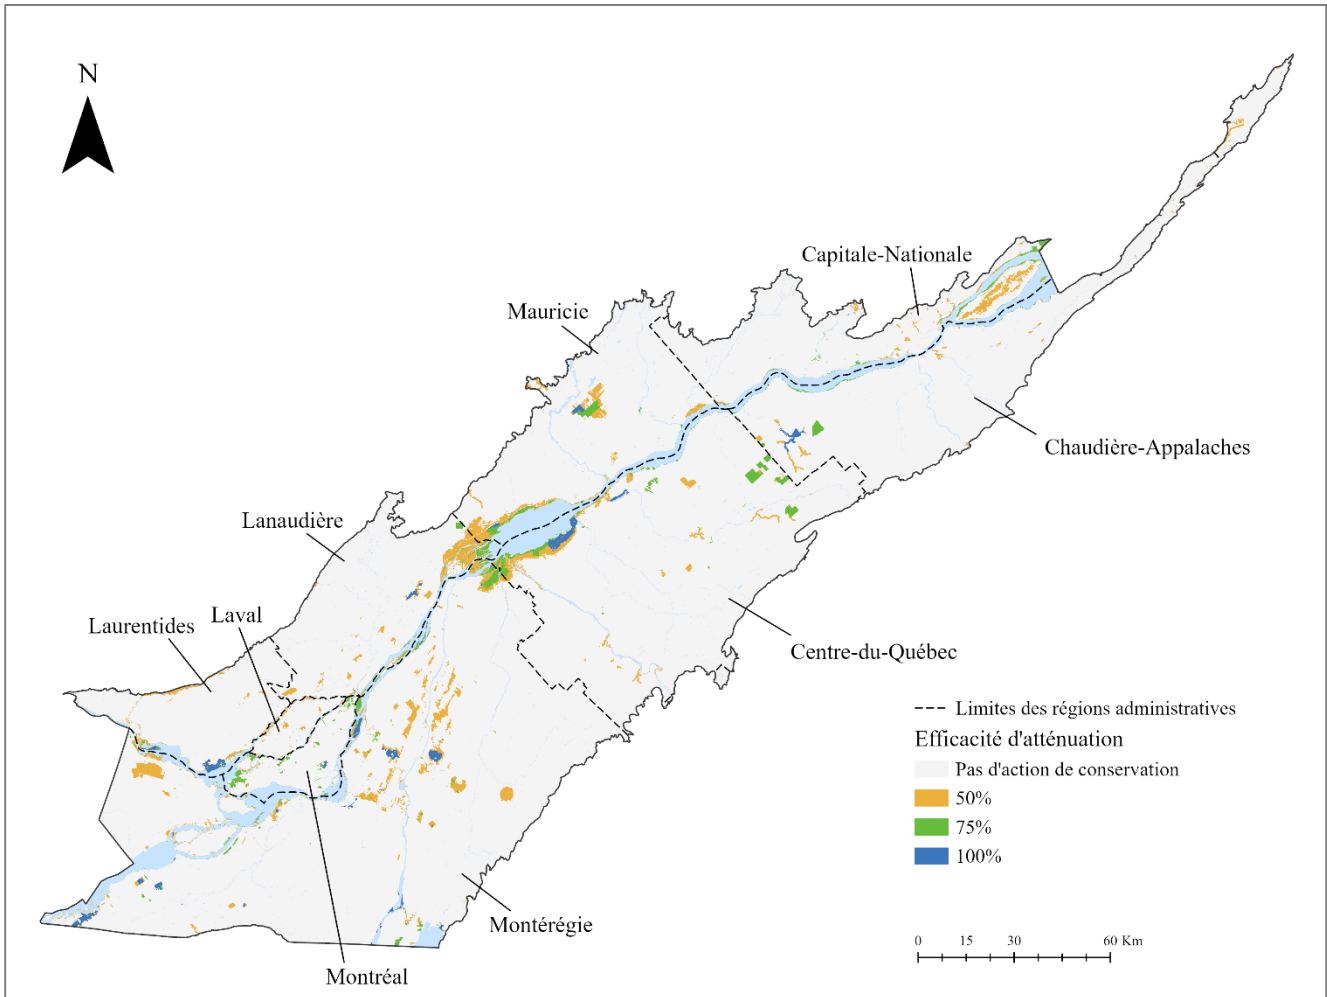 N
Capitale-Nationale
Mauricie
Chaudière-Appalaches
Lanaudière
Laval
Laurentides
Centre-du-Québec
Limites des régions administratives
Efficacité d'atténuation
Pas d'action de conservation
50%
75%
100%
Montérégie
Montréal
0 15 30 60 Km